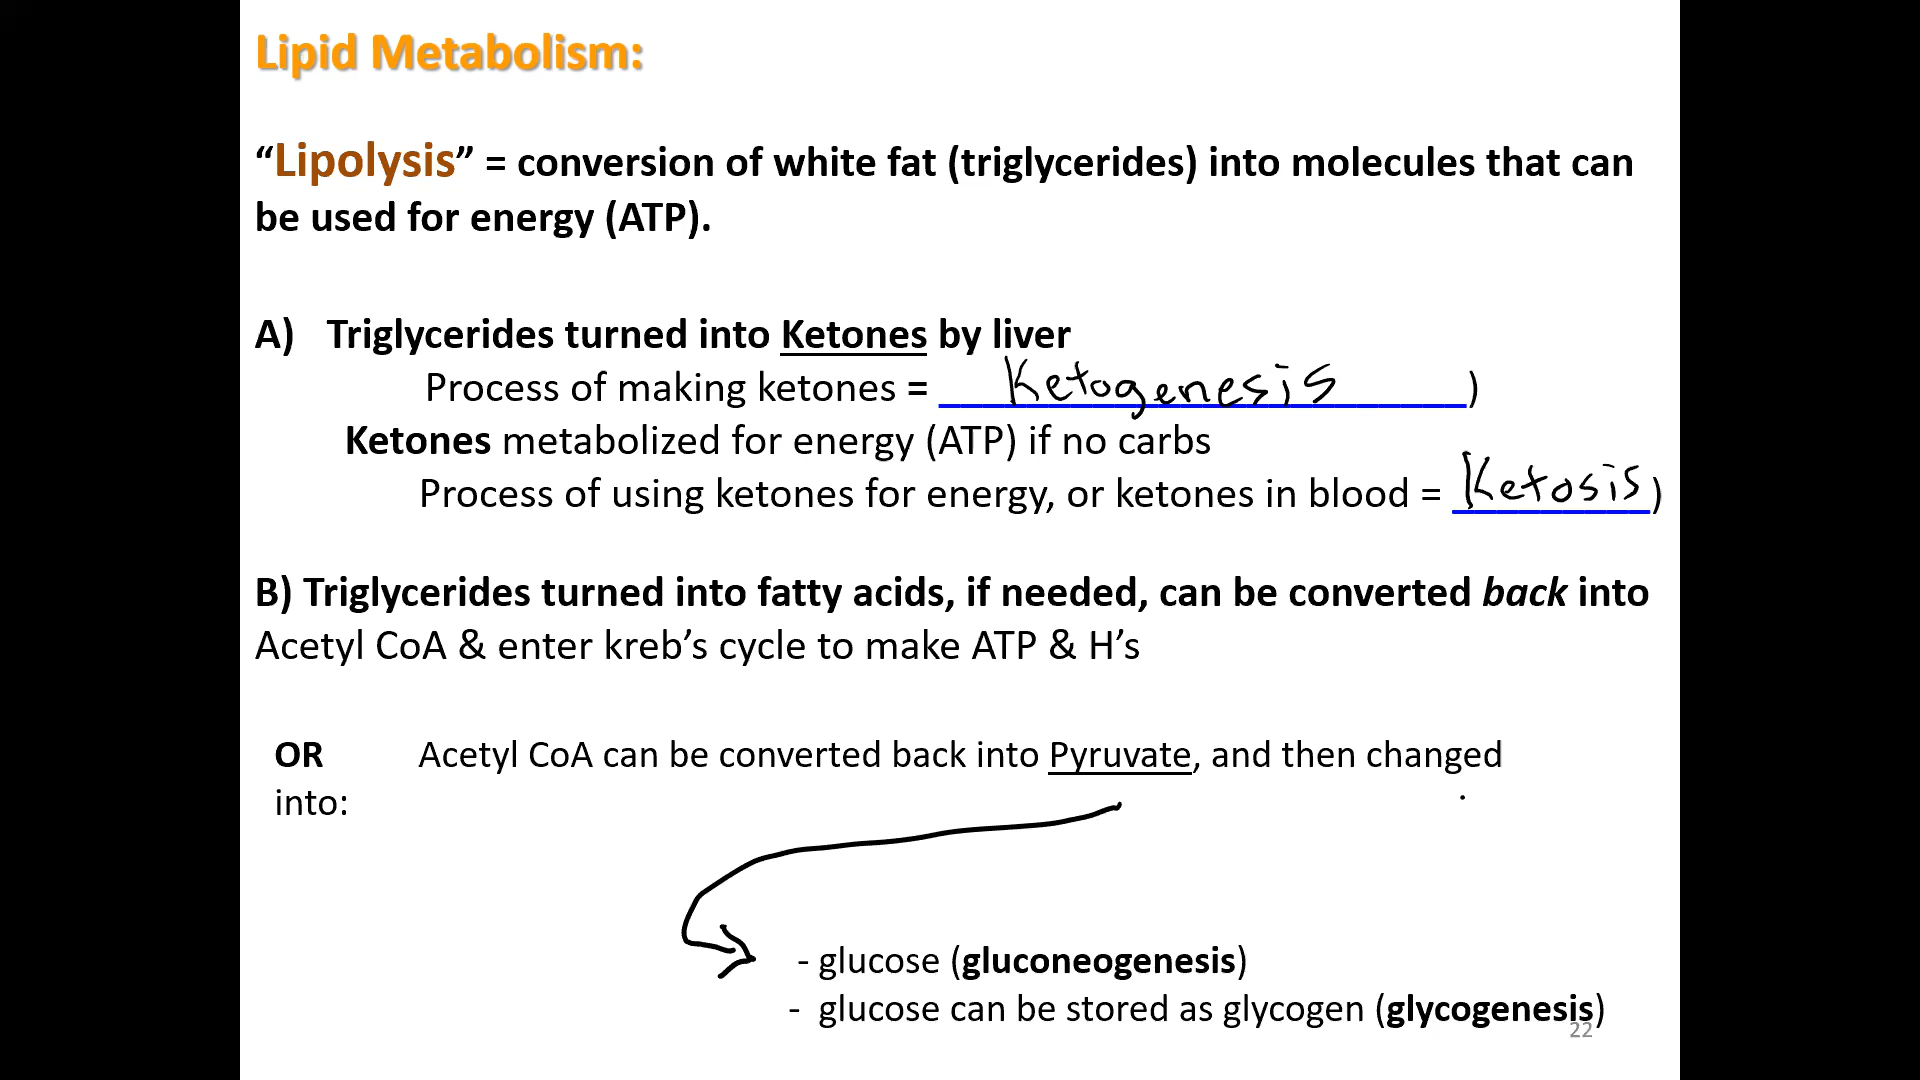 Lipid Metabolism:
“Lipolysis” = conversion of white fat (triglycerides) into molecules that can
be used for energy (ATP).
A) Triglycerides turned into Ketones by liver
Process of making ketones = Ketogenesis)
Ketones metabolized for energy (ATP) if no carbs
Process of using ketones for energy, or ketones in blood = Ketosis)
B) Triglycerides turned into fatty acids, if needed, can be converted back into
Acetyl CoA & enter kreb’s cycle to make ATP & H’s
OR Acetyl CoA can be converted back into Pyruvate, and then changed
into:
- glucose (gluconeogenesis)
- glucose can be stored as glycogen (glycogenesis)
22